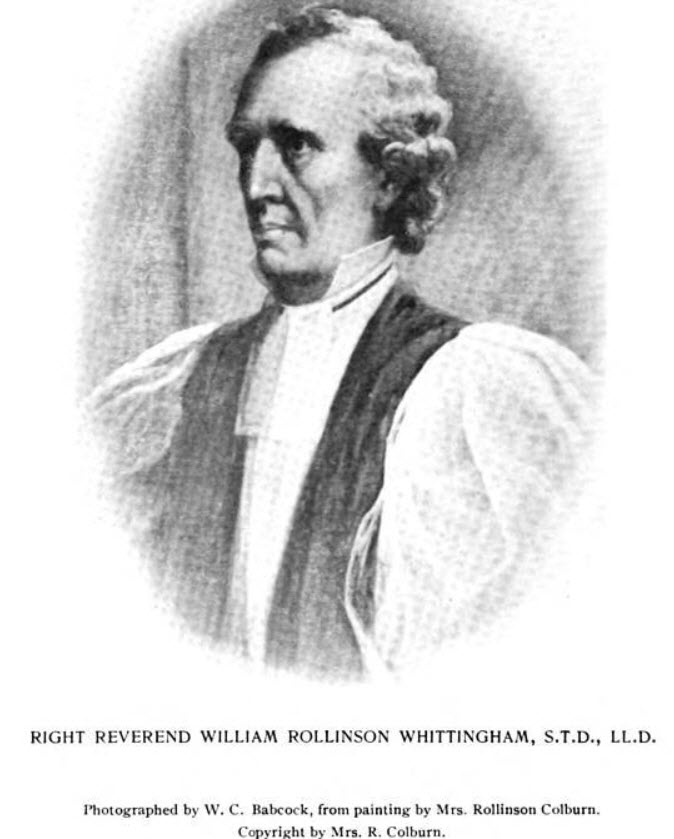 RIGHT REVEREND WILLIAM ROLLINSON WHITTINGHAM, S.T.D., LL.D.
Photographed by W. C. Babcock, from painting by Mrs. Rollinson Colburn.
Copyright by Mrs. R. Colburn.